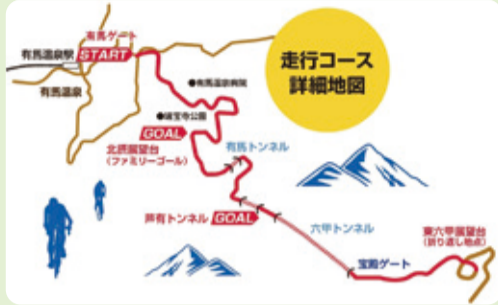 有馬ゲート
有馬温泉駅
START
走行コース
詳細地図
有馬温泉
●有馬温泉病院
●瑞宝寺公園
GOAL
北摂展望台
(ファミリーゴール)
有馬トンネル
芦有トンネル
GOAL
六甲トンネル
東六甲展望台
(折り返し地点)
宝殿ゲート